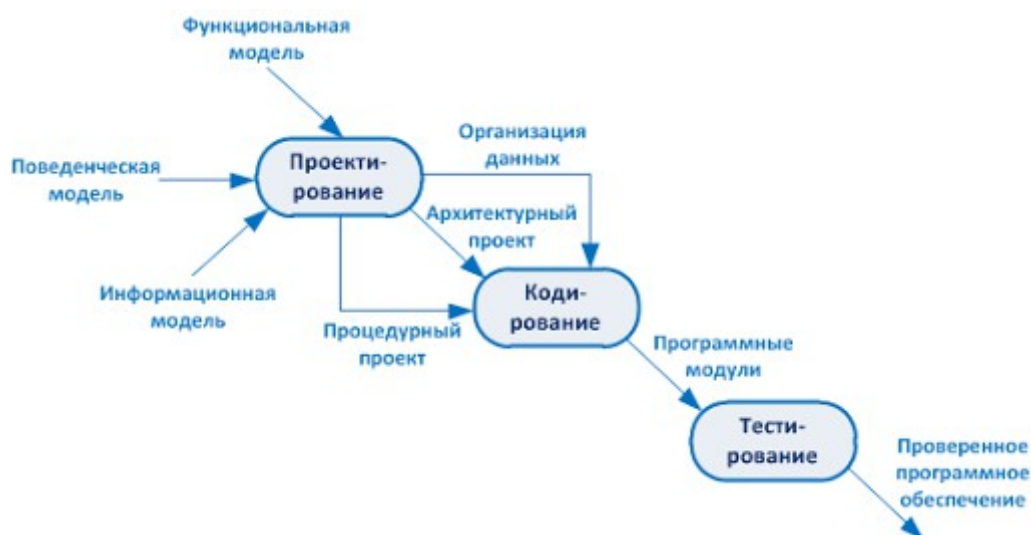 Функциональная
модель
Поведенческая
модель
Проекти-
рование
Организация
данных
Архитектурный
проект
Информационная
модель
Процедурный
проект
Коди-
рование
Программные
модули
Тести-
рование
Проверенное
программное
обеспечение